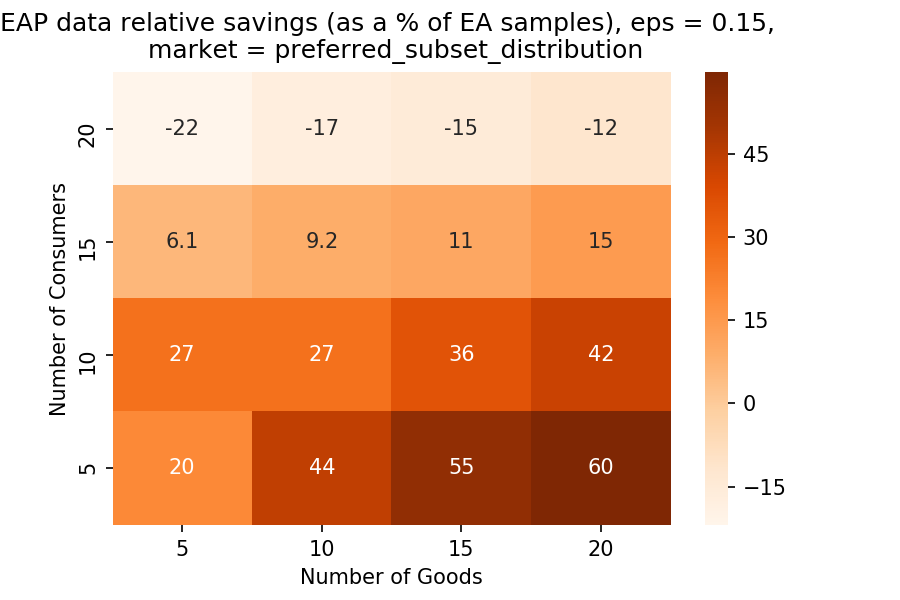 EAP data relative savings (as a % of EA samples), eps = 0.15,
market = preferred_subset_distribution
Number of Consumers
20
15
10
5
-22 -17 -15 -12
6.1 9.2 11 15
27 27 36 42
20 44 55 60
5 10 15 20
Number of Goods
45
30
15
0
−15